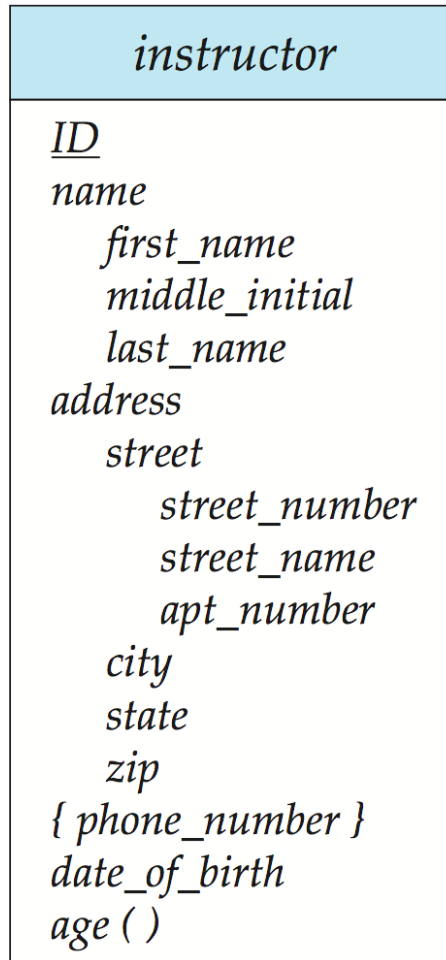 instructor
ID
name
first_name
middle_initial
last_name
address
street
street_number
street_name
apt_number
city
state
zip
{ phone_number }
date_of_birth
age ( )